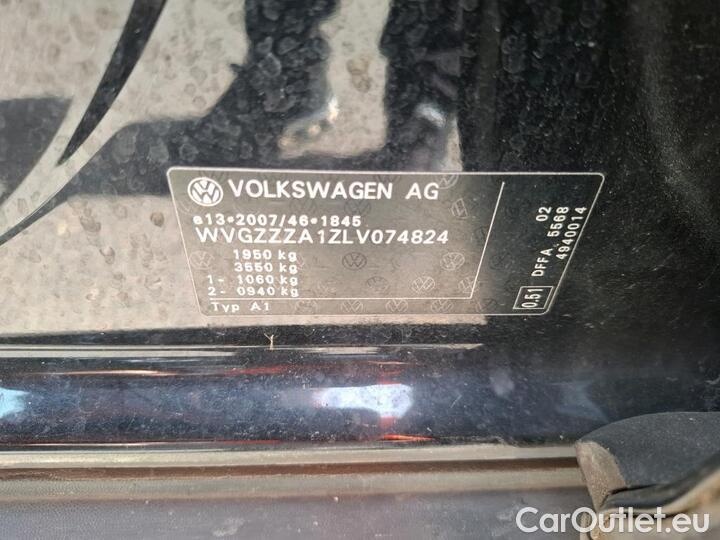 VOLKSWAGEN AG
e13*2007/46*1845
WVGZZZA1ZLV074824
1950 kg
3550 kg
1- 1060 kg
2- 0940 kg
Typ A1
02
DFFA 5568
0.51 4940014
CarOutlet.eu